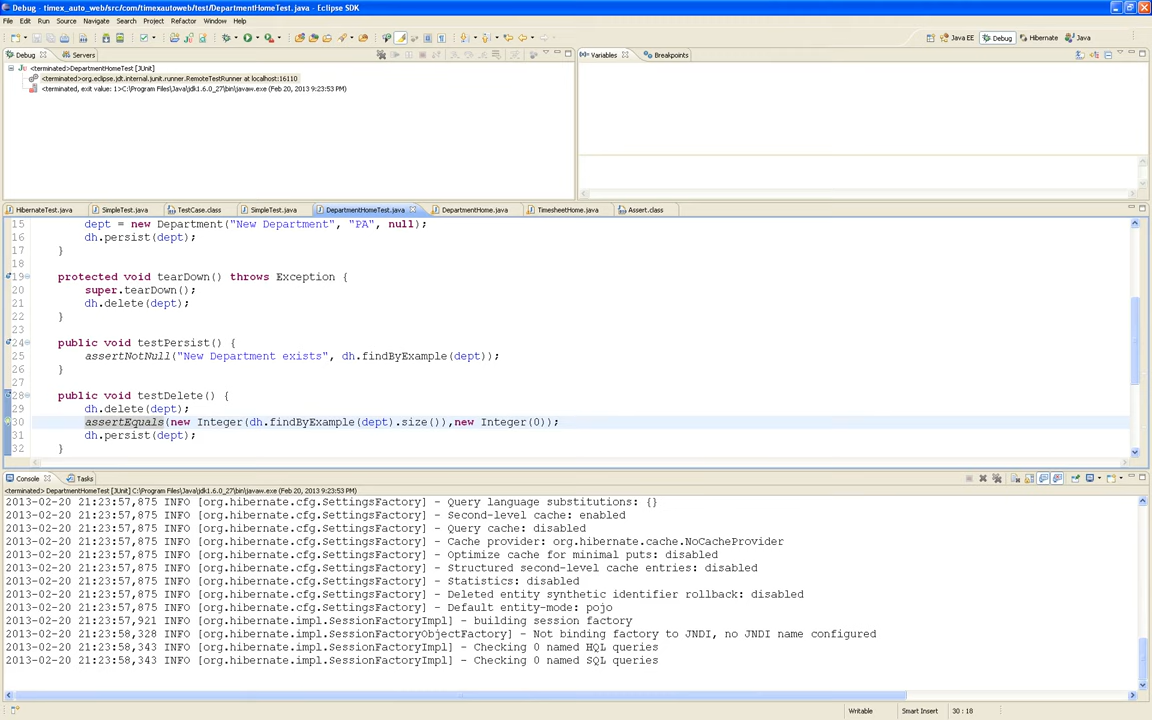 Debug - timex_auto_web/src/com/timexautoweb/test/DepartmentHomeTest.java - Eclipse SDK
File Edit Run Source Navigate Search Project Refactor Window Help
Java EE Debug Hibernate Java
Debug Servers
<terminated>DepartmentHomeTest [JUnit]
<terminated>org.eclipse.jdt.internal.junit.runner.RemoteTestRunner at localhost:16110
<terminated, exit value: 1>C:\Program Files\Java\jdk1.6.0_27\bin\javaw.exe (Feb 20, 2013 9:23:53 PM)
Variables Breakpoints
HibernateTest.java SimpleTest.java TestCase.class SimpleTest.java DepartmentHomeTest.java DepartmentHome.java TimesheetHome.java Assert.class
15 dept = new Department("New Department", "PA", null);
16 dh.persist(dept);
17 }
18
19 protected void tearDown() throws Exception {
20 super.tearDown();
21 dh.delete(dept);
22 }
23
24 public void testPersist() {
25 assertNotNull("New Department exists", dh.findByExample(dept));
26 }
27
28 public void testDelete() {
29 dh.delete(dept);
30 assertEquals(new Integer(dh.findByExample(dept).size()),new Integer(0));
31 dh.persist(dept);
32 }
Console Tasks
<terminated> DepartmentHomeTest [JUnit] C:\Program Files\Java\jdk1.6.0_27\bin\javaw.exe (Feb 20, 2013 9:23:53 PM)
2013-02-20 21:23:57,875 INFO [org.hibernate.cfg.SettingsFactory] - Query language substitutions: {}
2013-02-20 21:23:57,875 INFO [org.hibernate.cfg.SettingsFactory] - Second-level cache: enabled
2013-02-20 21:23:57,875 INFO [org.hibernate.cfg.SettingsFactory] - Query cache: disabled
2013-02-20 21:23:57,875 INFO [org.hibernate.cfg.SettingsFactory] - Cache provider: org.hibernate.cache.NoCacheProvider
2013-02-20 21:23:57,875 INFO [org.hibernate.cfg.SettingsFactory] - Optimize cache for minimal puts: disabled
2013-02-20 21:23:57,875 INFO [org.hibernate.cfg.SettingsFactory] - Structured second-level cache entries: disabled
2013-02-20 21:23:57,875 INFO [org.hibernate.cfg.SettingsFactory] - Statistics: disabled
2013-02-20 21:23:57,875 INFO [org.hibernate.cfg.SettingsFactory] - Deleted entity synthetic identifier rollback: disabled
2013-02-20 21:23:57,875 INFO [org.hibernate.cfg.SettingsFactory] - Default entity-mode: pojo
2013-02-20 21:23:57,921 INFO [org.hibernate.impl.SessionFactoryImpl] - building session factory
2013-02-20 21:23:58,328 INFO [org.hibernate.impl.SessionFactoryObjectFactory] - Not binding factory to JNDI, no JNDI name configured
2013-02-20 21:23:58,343 INFO [org.hibernate.impl.SessionFactoryImpl] - Checking 0 named HQL queries
2013-02-20 21:23:58,343 INFO [org.hibernate.impl.SessionFactoryImpl] - Checking 0 named SQL queries
Writable Smart Insert 30 : 18